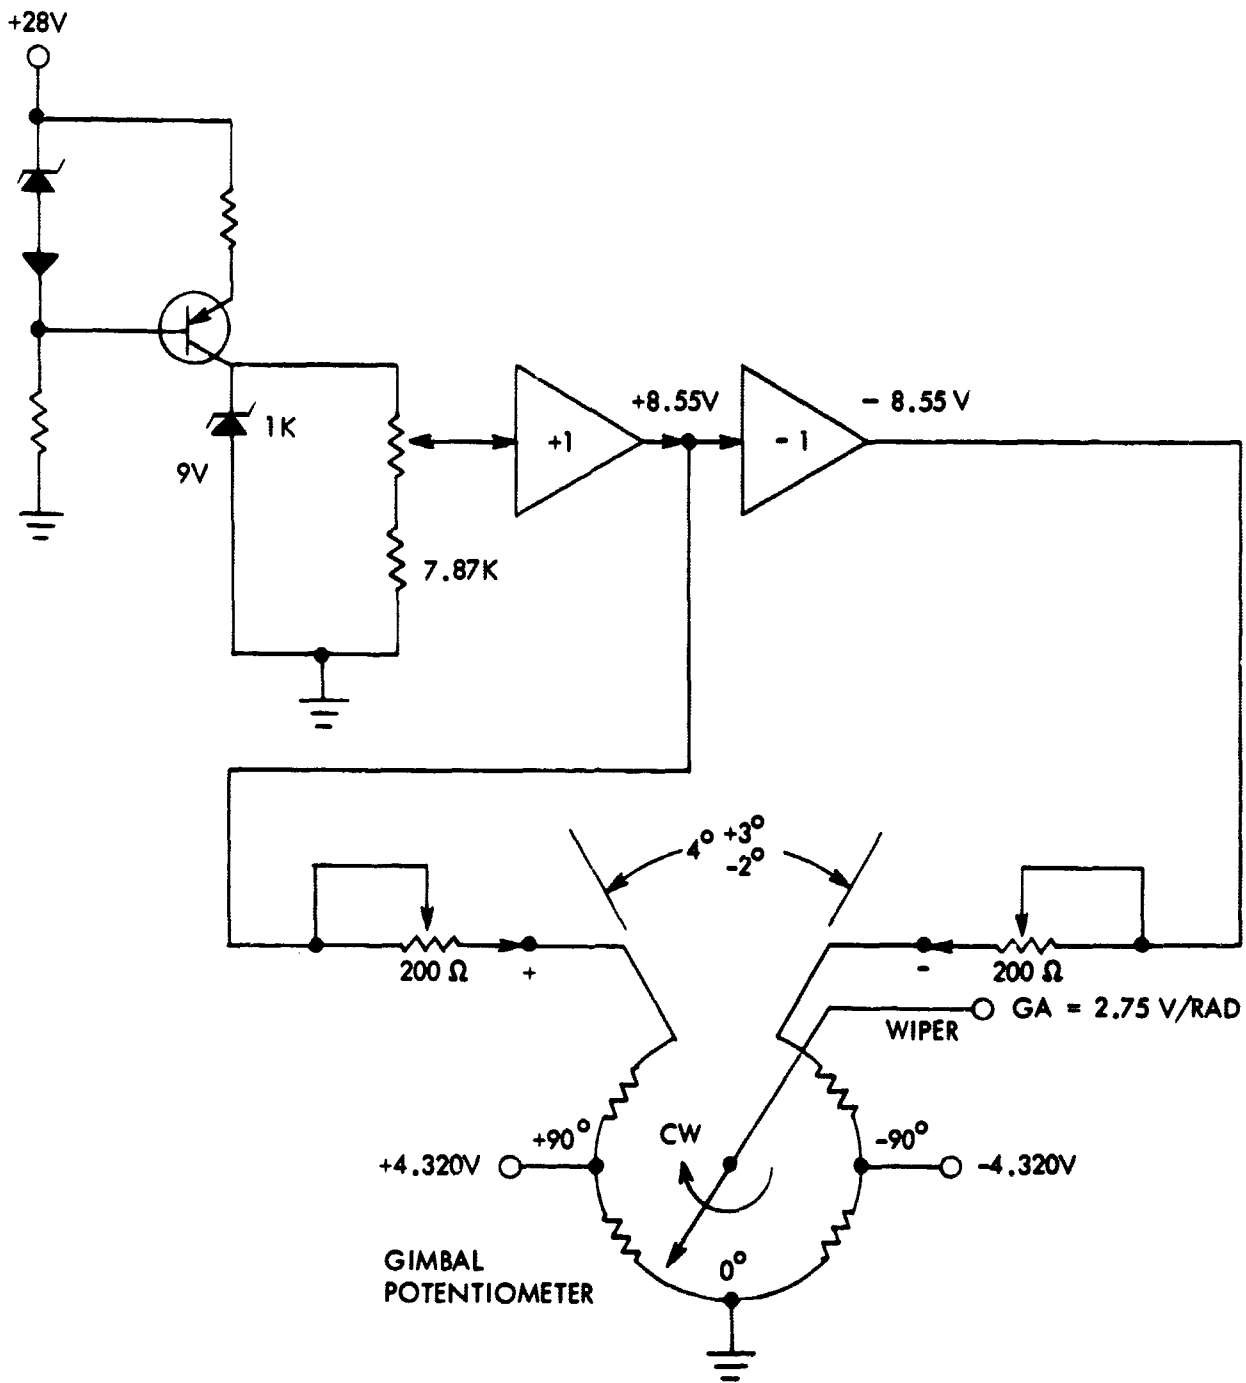 +28V
1K
9V
7.87K
+1
+8.55V
- 1
- 8.55 V
4° +3°
-2°
200 Ω
+
-
200 Ω
GA = 2.75 V/RAD
WIPER
+90°
CW
-90°
+4.320V
-4.320V
0°
GIMBAL
POTENTIOMETER